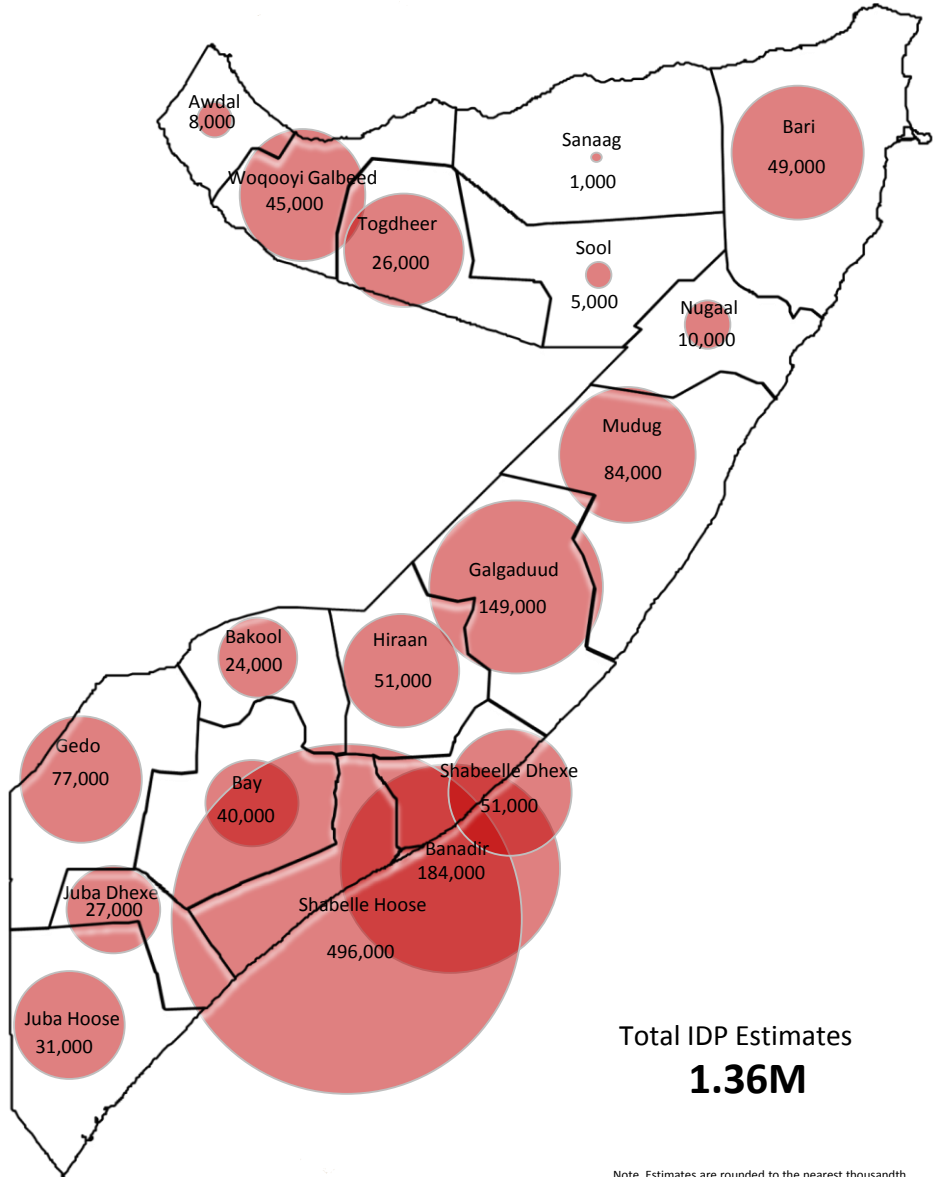 Awdal
8,000
Woqooyi Galbeed
45,000
Togdheer
26,000
Sanaag
1,000
Bari
49,000
Sool
5,000
Nugaal
10,000
Mudug
84,000
Galgaduud
149,000
Hiraan
51,000
Bakool
24,000
Gedo
77,000
Bay
40,000
Shabeelle Dhexe
51,000
Banadir
184,000
Shabelle Hoose
496,000
Juba Dhexe
27,000
Juba Hoose
31,000
Total IDP Estimates
1.36M
Note. Estimates are rounded to the nearest thousandth